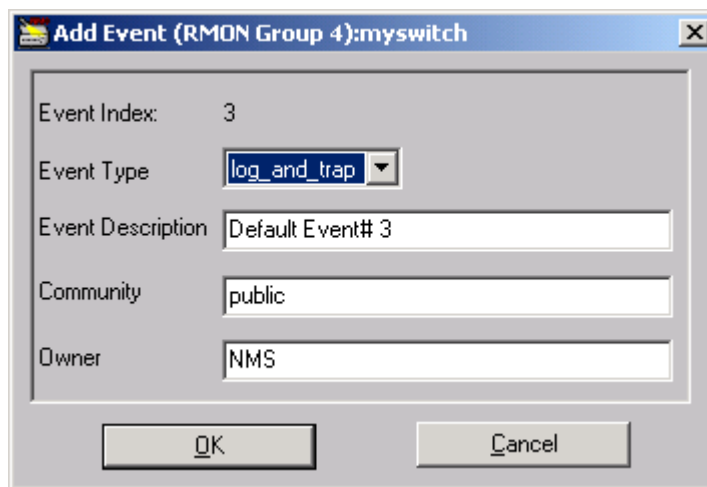 Add Event (RMON Group 4):myswitch
Event Index: 3
Event Type log_and_trap
Event Description Default Event# 3
Community public
Owner NMS
OK Cancel